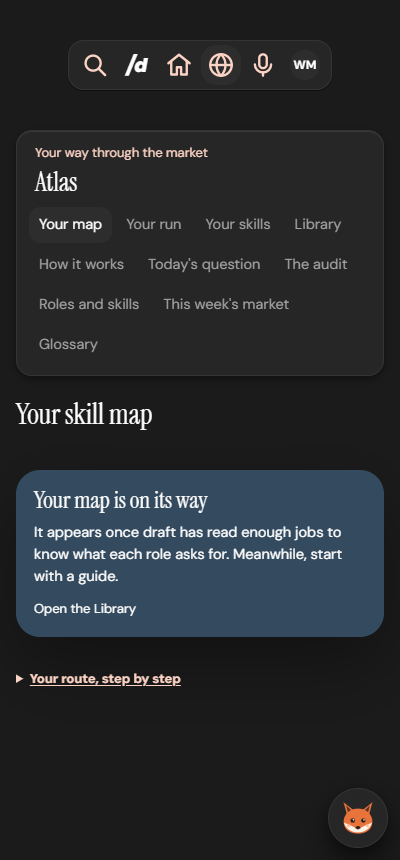 /d
WM
Your way through the market
Atlas
Your map
Your run
Your skills
Library
How it works
Today's question
The audit
Roles and skills
This week's market
Glossary
Your skill map
Your map is on its way
It appears once draft has read enough jobs to
know what each role asks for. Meanwhile, start
with a guide.
Open the Library
Your route, step by step